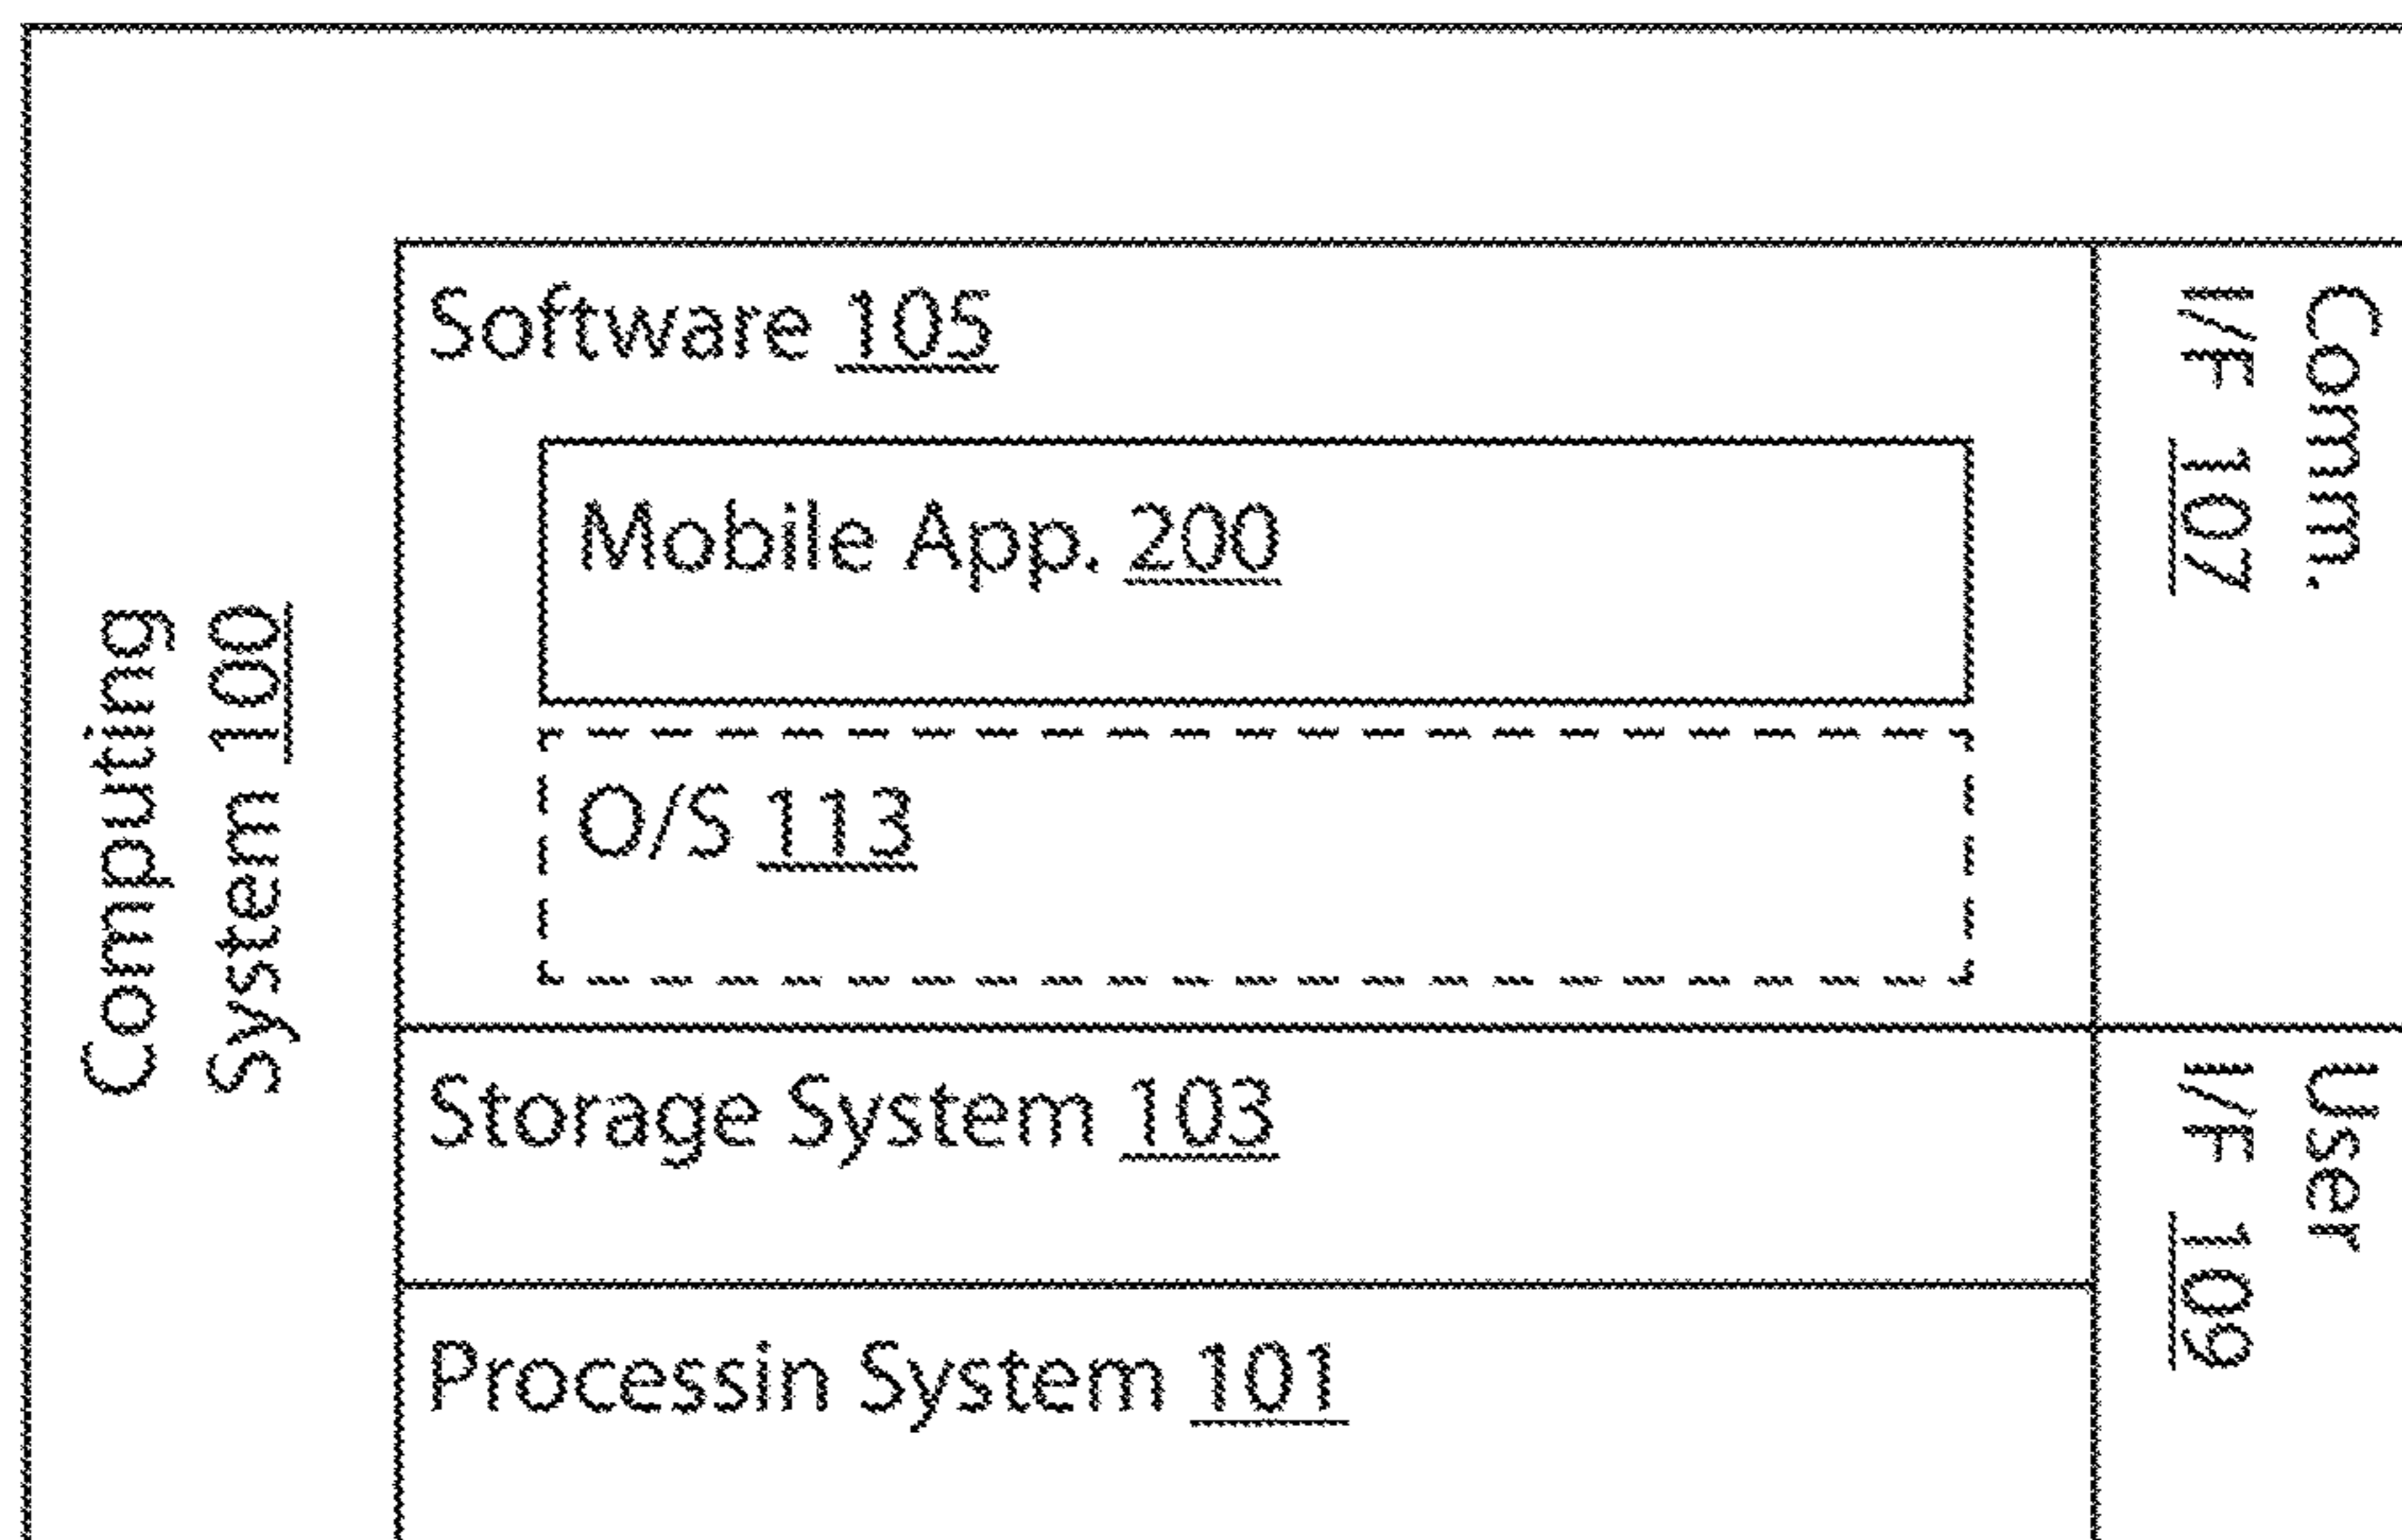 Computing
System 100
Software 105
Mobile App. 200
O/S 113
Storage System 103
Processin System 101
Comm.
I/F 107
User
I/F 109